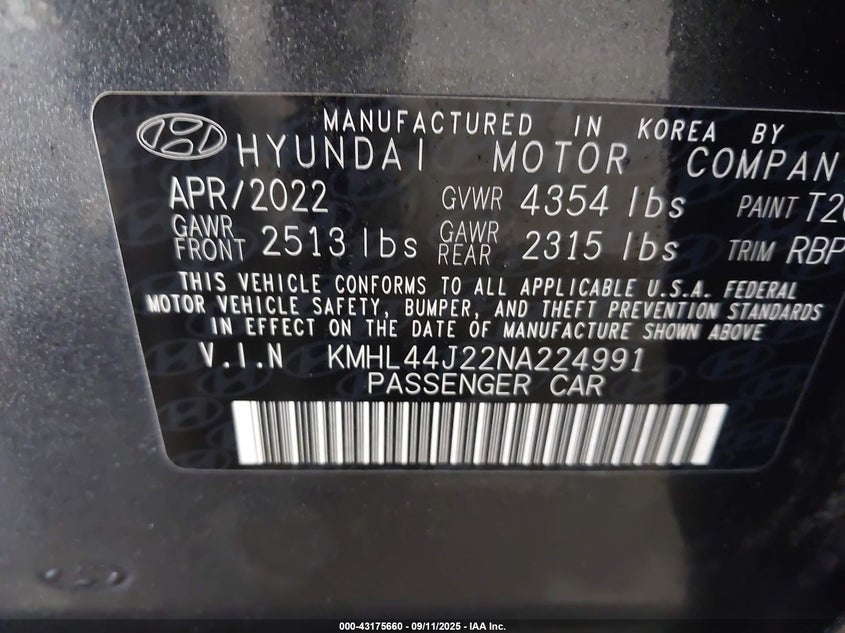 MANUFACTURED IN KOREA BY
HYUNDAI MOTOR COMPAN
APR/2022 GVWR 4354 lbs PAINT T2
GAWR FRONT 2513 lbs GAWR REAR 2315 lbs TRIM RBP
THIS VEHICLE CONFORMS TO ALL APPLICABLE U.S.A. FEDERAL
MOTOR VEHICLE SAFETY, BUMPER, AND THEFT PREVENTION STANDARDS
IN EFFECT ON THE DATE OF MANUFACTURE SHOWN ABOVE
V.I.N KMHL44J22NA224991
PASSENGER CAR
000-43175660 - 09/11/2025 - IAA Inc.